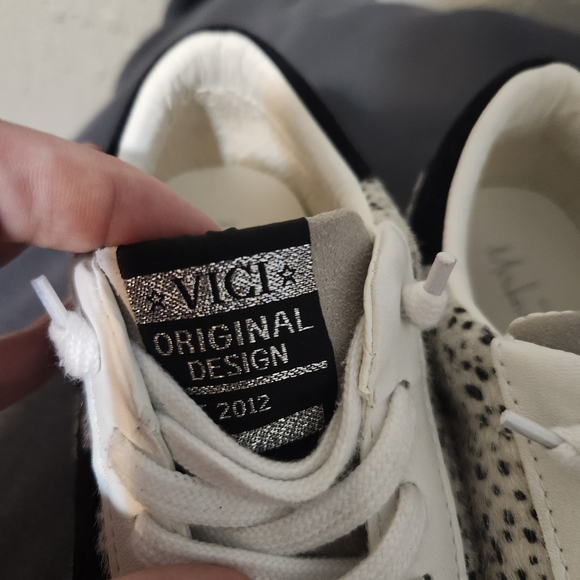 ★ VICI ★
ORIGINAL
DESIGN
2012